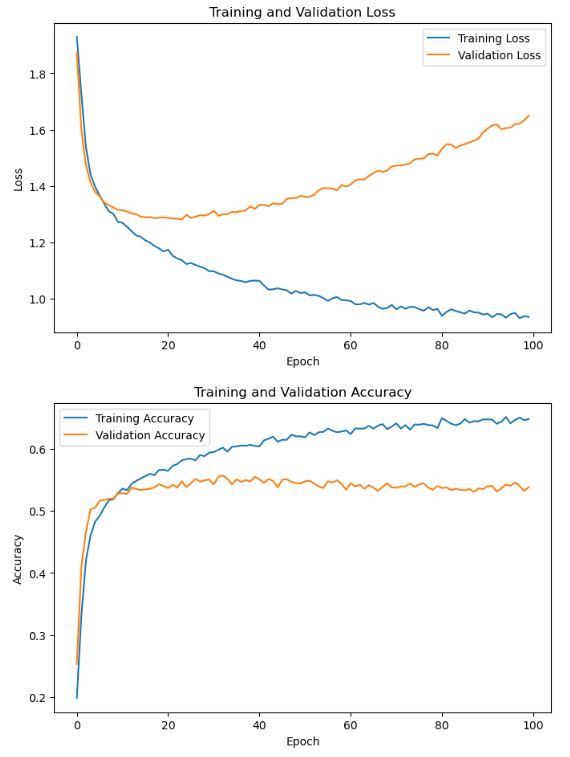 Training and Validation Loss
Training Loss
Validation Loss
1.8
1.6
1.4
1.2
1.0
Loss
0
20
40
60
80
100
Epoch
Training and Validation Accuracy
Training Accuracy
Validation Accuracy
0.6
0.5
0.4
0.3
0.2
Accuracy
0
20
40
60
80
100
Epoch